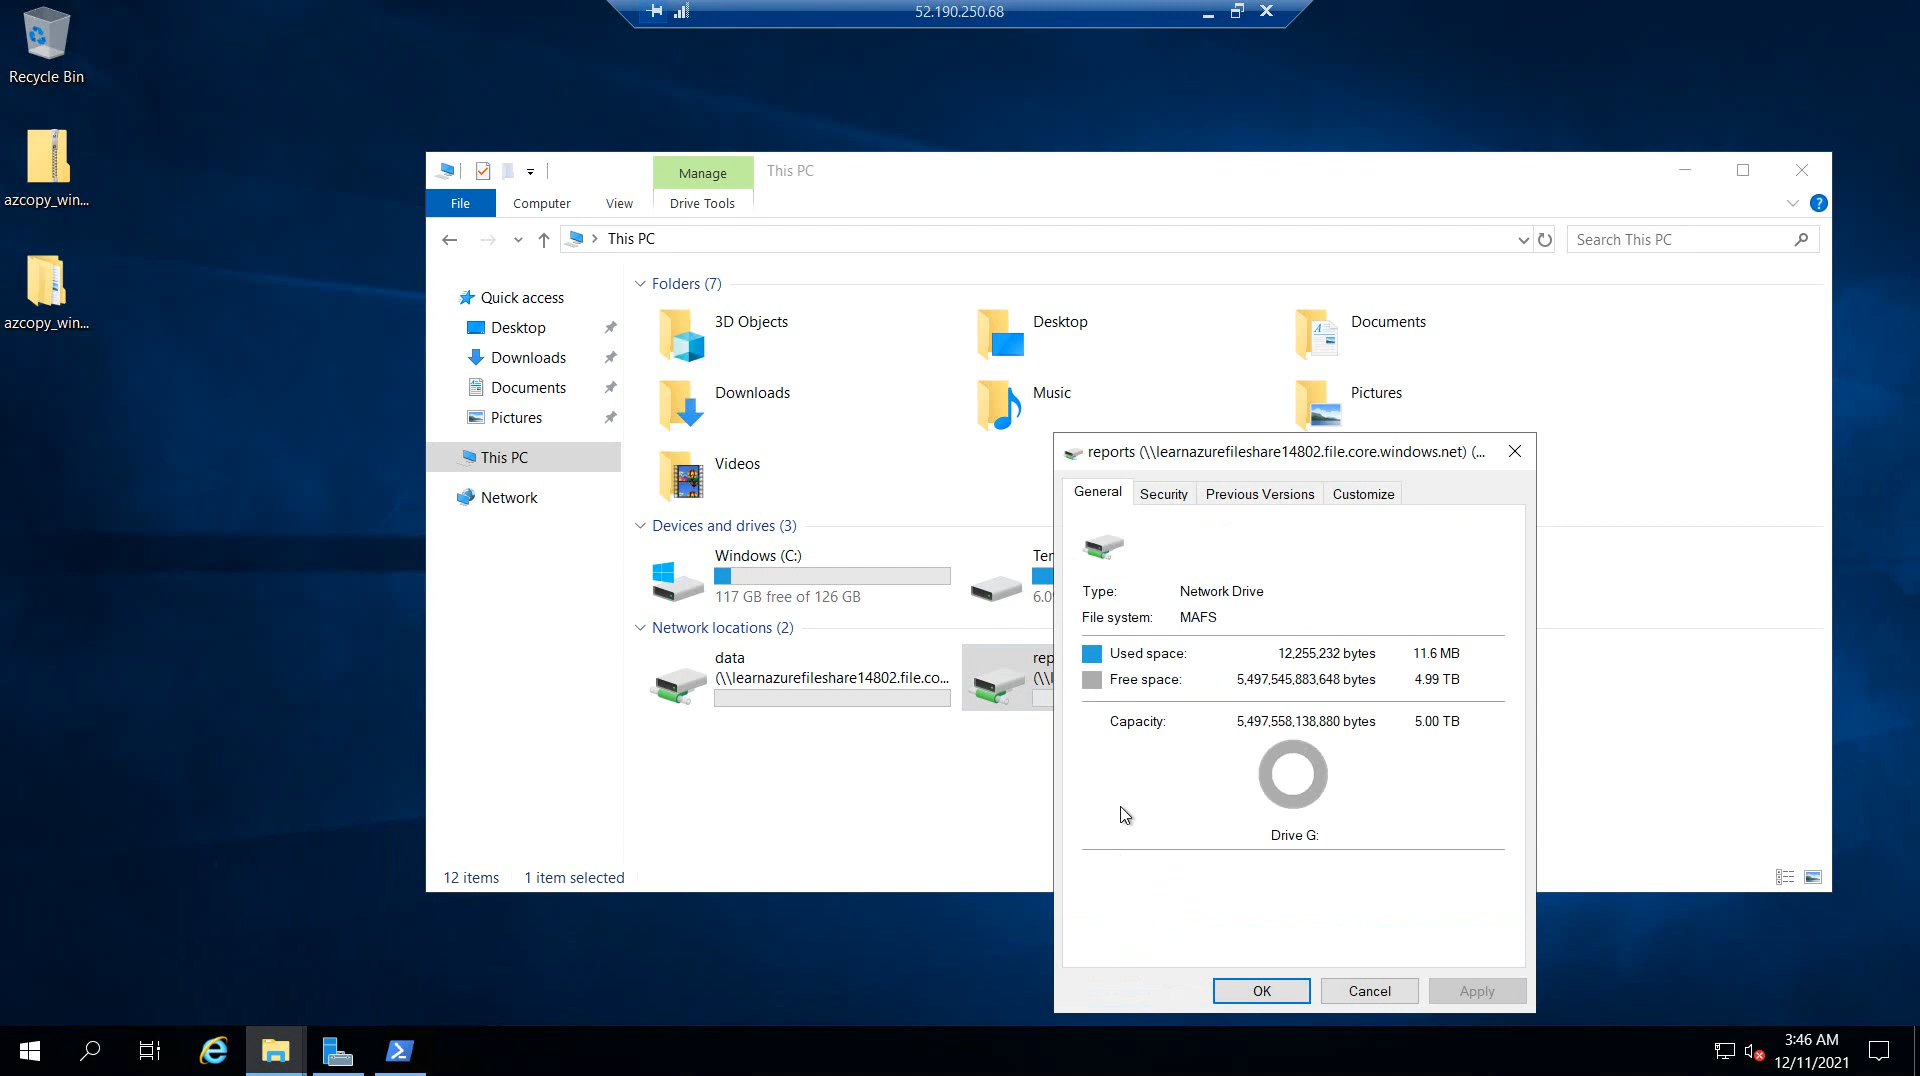 52.190.250.68
Recycle Bin
azcopy_win...
azcopy_win...
Manage
This PC
File
Computer
View
Drive Tools
This PC
Search This PC
Quick access
Desktop
Downloads
Documents
Pictures
This PC
Network
Folders (7)
3D Objects
Desktop
Documents
Downloads
Music
Pictures
Videos
Devices and drives (3)
Windows (C:)
117 GB free of 126 GB
Ter
6.0
Network locations (2)
data
(\\learnazurefileshare14802.file.co...
rep
(\\
12 items
1 item selected
reports (\\learnazurefileshare14802.file.core.windows.net) (...
General
Security
Previous Versions
Customize
Type: Network Drive
File system: MAFS
Used space: 12,255,232 bytes 11.6 MB
Free space: 5,497,545,883,648 bytes 4.99 TB
Capacity: 5,497,558,138,880 bytes 5.00 TB
Drive G:
OK
Cancel
Apply
3:46 AM
12/11/2021